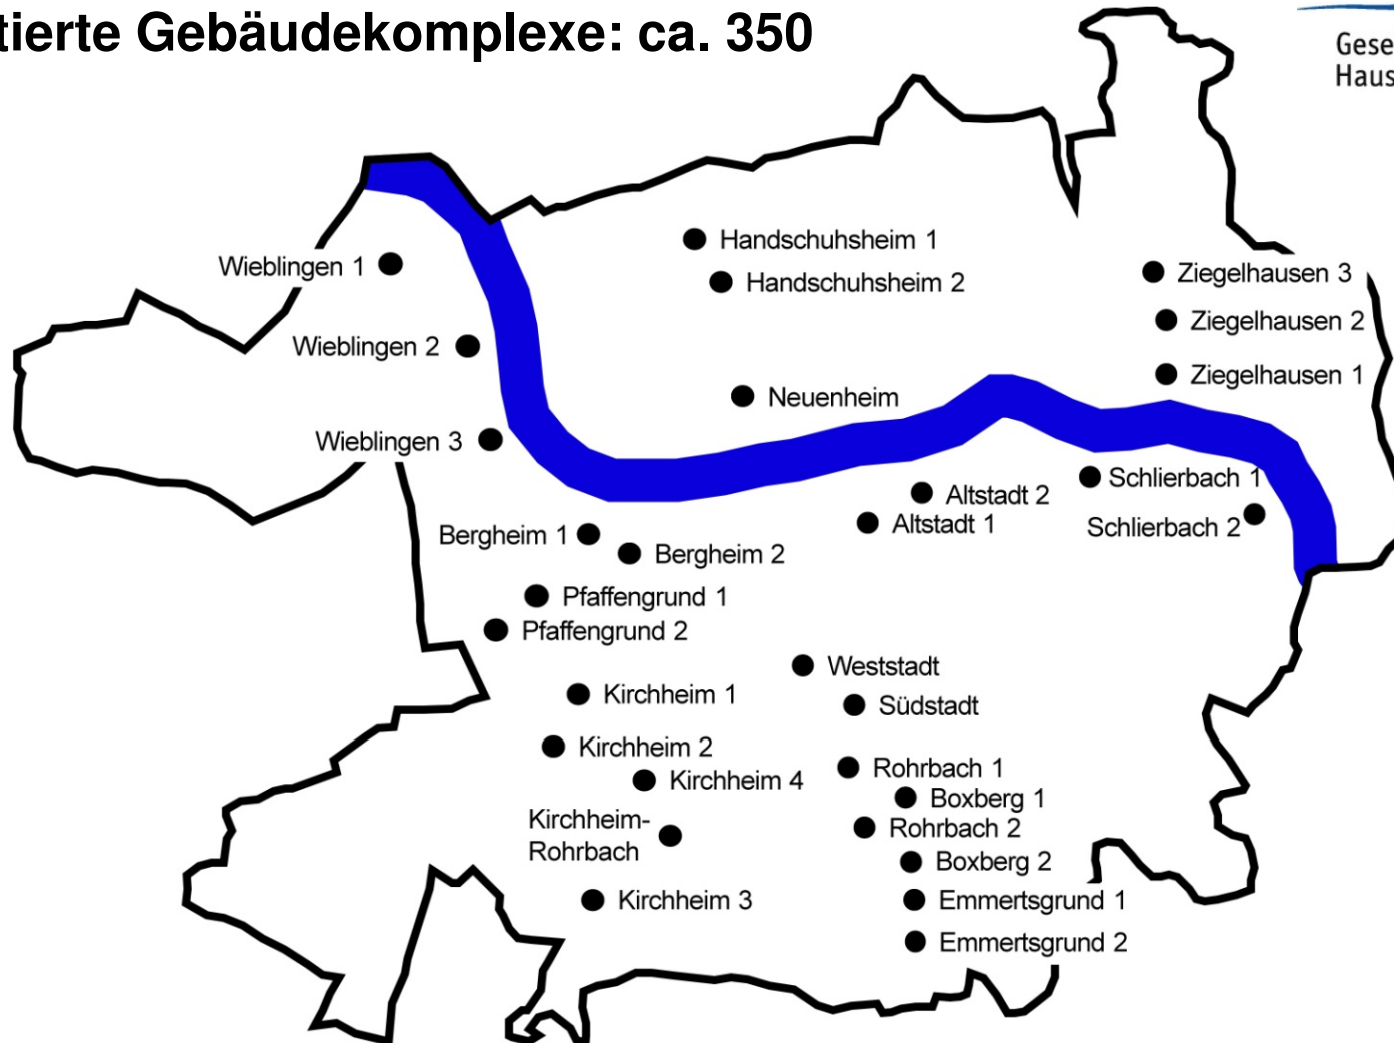 tierte Gebäudekomplexe: ca. 350
Gese
Haus
Wieblingen 1
Handschuhsheim 1
Handschuhsheim 2
Ziegelhausen 3
Ziegelhausen 2
Wieblingen 2
Ziegelhausen 1
Neuenheim
Wieblingen 3
Schlierbach 1
Altstadt 2
Altstadt 1
Schlierbach 2
Bergheim 1
Bergheim 2
Pfaffengrund 1
Pfaffengrund 2
Weststadt
Kirchheim 1
Südstadt
Kirchheim 2
Rohrbach 1
Kirchheim 4
Boxberg 1
Kirchheim-
Rohrbach
Rohrbach 2
Boxberg 2
Kirchheim 3
Emmertsgrund 1
Emmertsgrund 2